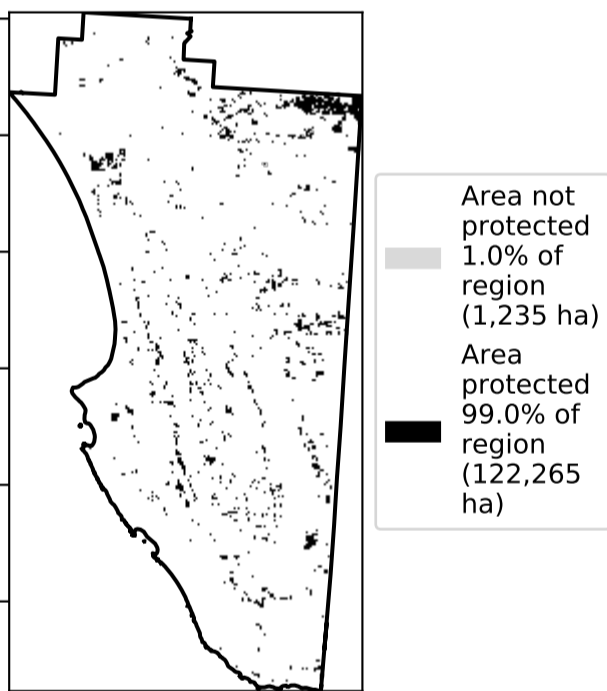 Area not
protected
1.0% of
region
(1,235 ha)
Area
protected
99.0% of
region
(122,265
ha)